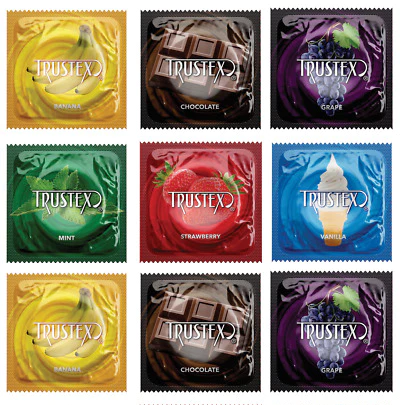 TRUSTEX
BANANA
TRUSTEX®
CHOCOLATE
TRUSTEX®
GRAPE
TRUSTEX
MINT
TRUSTEX
STRAWBERRY
TRUSTEX
VANILLA
TRUSTEX
BANANA
TRUSTEX
CHOCOLATE
TRUSTEX®
GRAPE